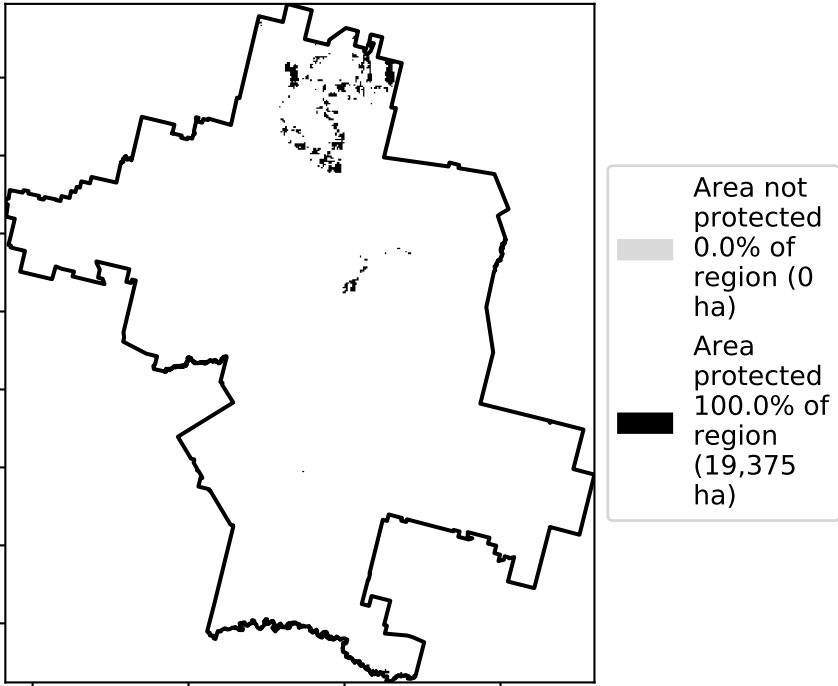 Area not
protected
0.0% of
region (0
ha)
Area
protected
100.0% of
region
(19,375
ha)